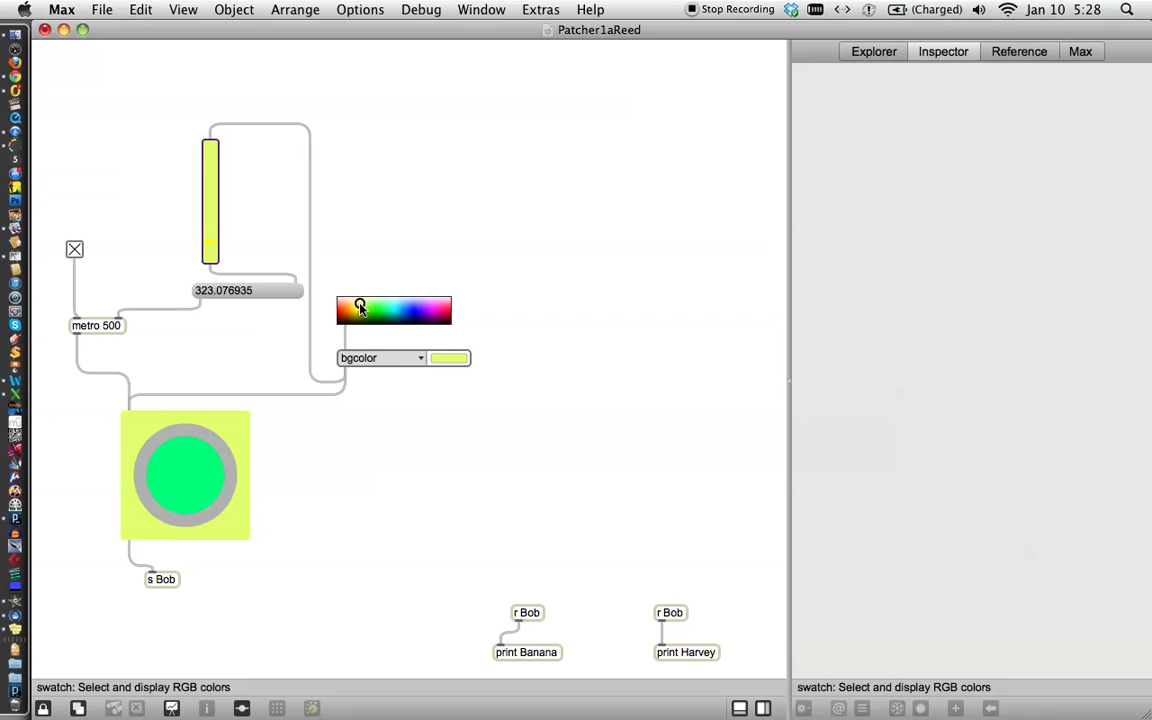 Max File Edit View Object Arrange Options Debug Window Extras Help Stop Recording (Charged) Jan 10 5:28
Patcher1aReed
Explorer Inspector Reference Max
323.076935
metro 500
bgcolor
s Bob
r Bob r Bob
print Banana print Harvey
swatch: Select and display RGB colors swatch: Select and display RGB colors